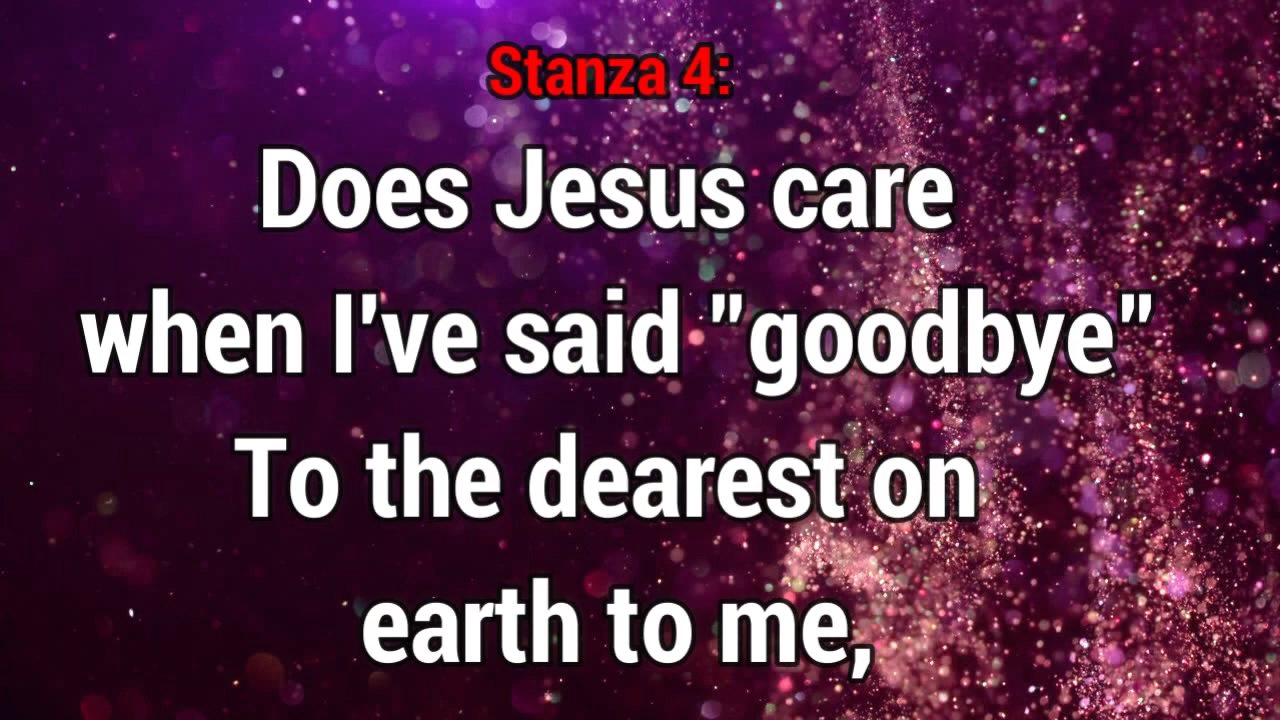 Stanza 4:
Does Jesus care
when I've said "goodbye"
To the dearest on
earth to me,